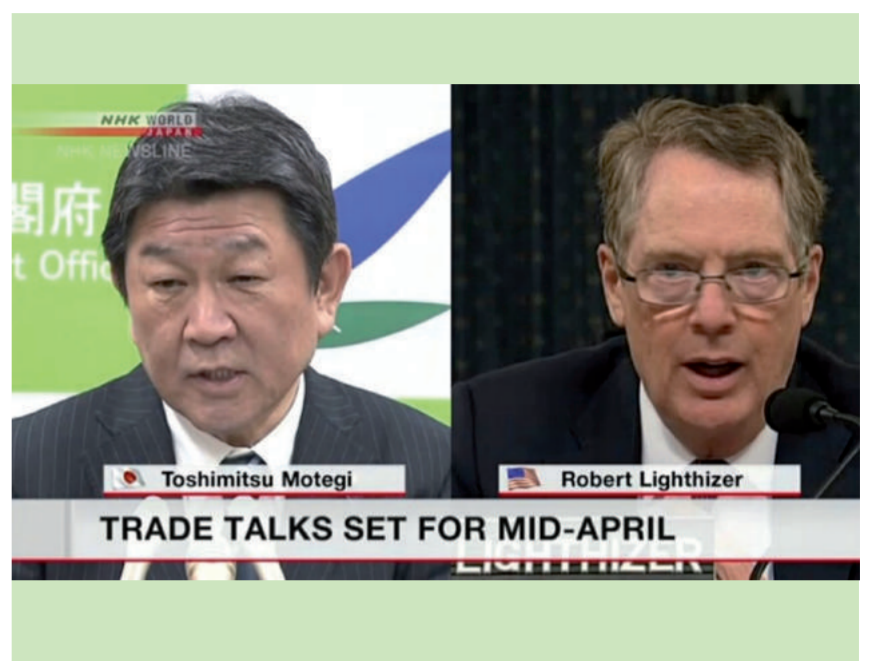 NHK WORLD
JAPAN
NHK NEWSLINE
閣府
t Offic
Toshimitsu Motegi
Robert Lighthizer
TRADE TALKS SET FOR MID-APRIL
LIGHTHIZER